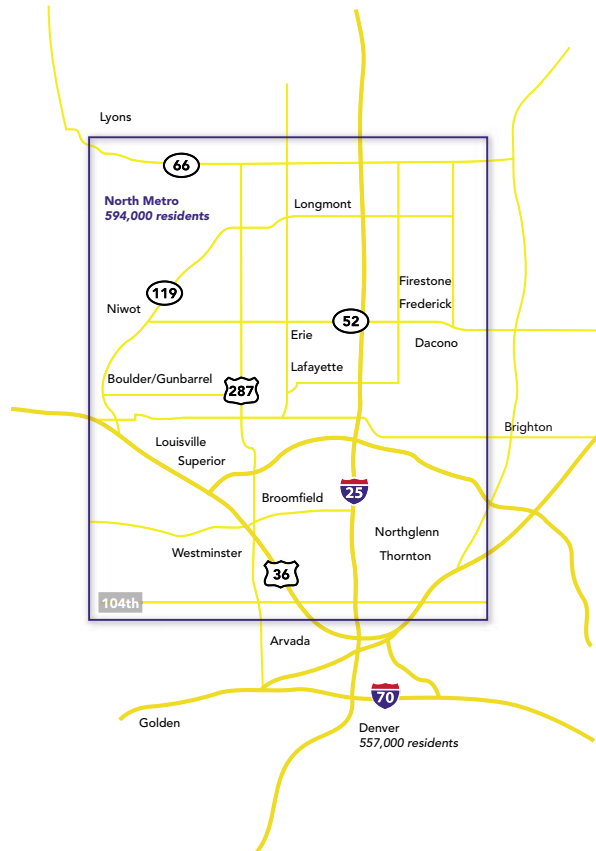 Lyons
66
North Metro
594,000 residents
Longmont
119
Niwot
Firestone
Frederick
52
Erie
Dacono
Lafayette
Boulder/Gunbarrel
287
Brighton
Louisville
Superior
25
Broomfield
Northglenn
Thornton
Westminster
36
104th
Arvada
70
Golden
Denver
557,000 residents